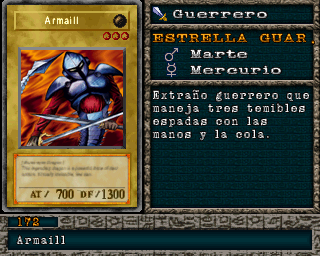 Armaill
AT/ 700 DF/1300
Guerrero
ESTRELLA GUAR.
Marte
Mercurio
Extraño guerrero que
maneja tres temibles
espadas con las
manos y la cola.
172
Armaill